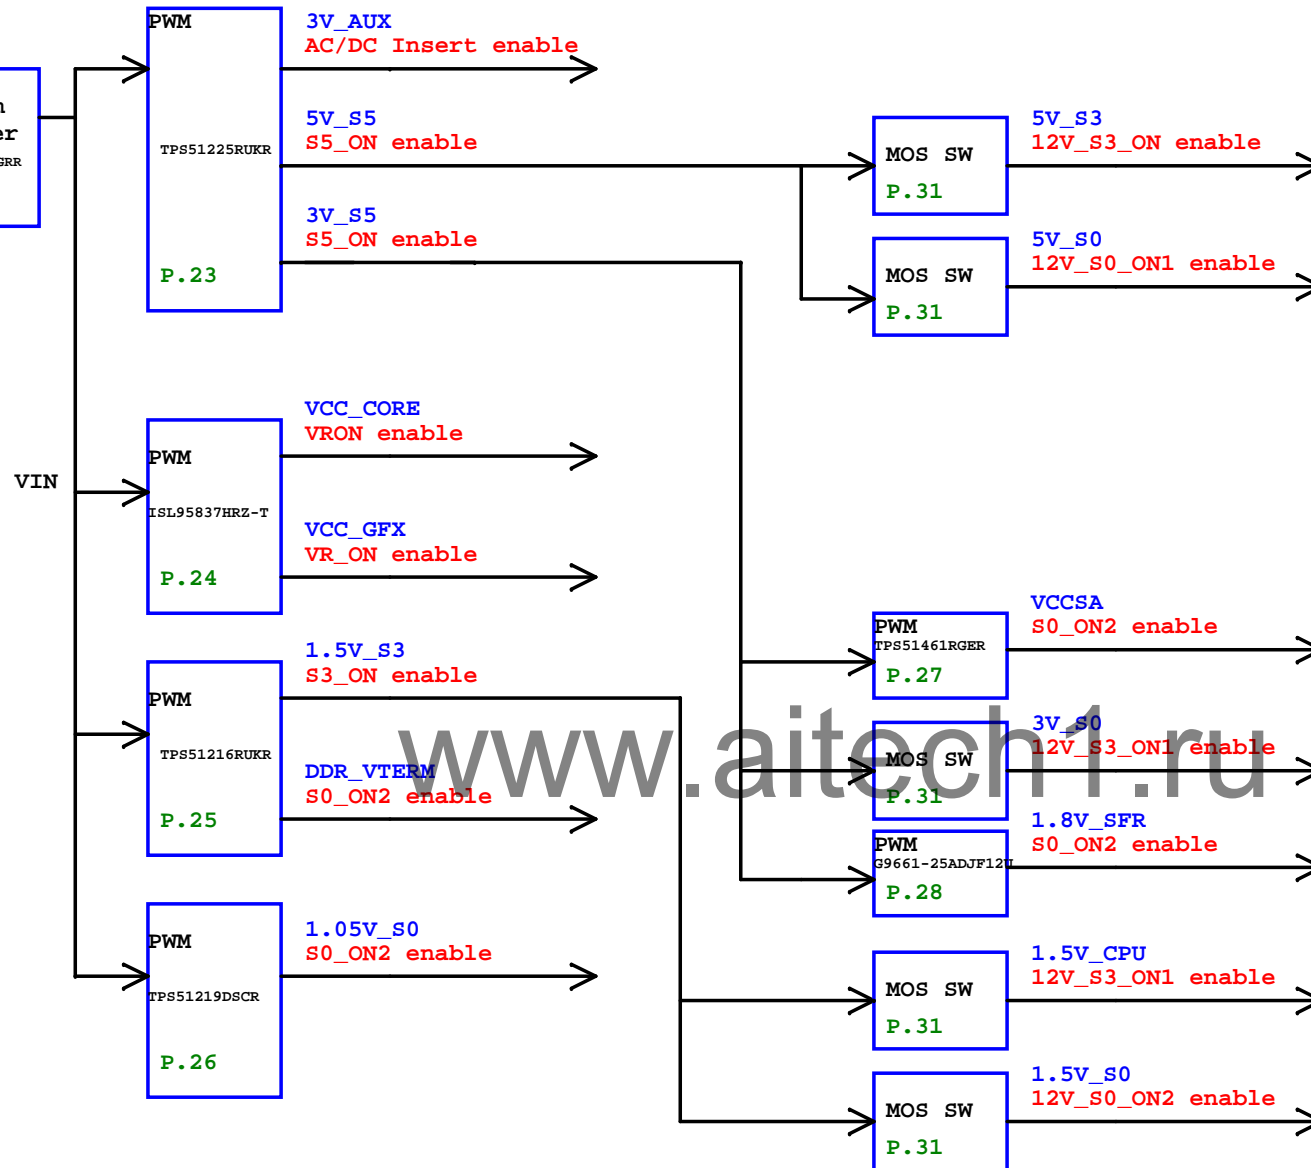 PWM
3V_AUX
AC/DC Insert enable
5V_S5
S5_ON enable
TPS51225RUKR
3V_S5
S5_ON enable
P.23
5V_S3
12V_S3_ON enable
MOS SW
P.31
5V_S0
12V_S0_ON1 enable
MOS SW
P.31
VIN
VCC_CORE
VRON enable
PWM
ISL95837HRZ-T
VCC_GFX
VR_ON enable
P.24
1.5V_S3
S3_ON enable
PWM
TPS51216RUKR
DDR_VTERM
S0_ON2 enable
P.25
VCCSA
S0_ON2 enable
PWM
TPS51461RGER
P.27
3V_S0
12V_S3_ON1 enable
MOS SW
P.31
www.aitech1.ru
1.8V_SFR
S0_ON2 enable
PWM
G9661-25ADJF12U
P.28
1.05V_S0
S0_ON2 enable
PWM
TPS51219DSCR
P.26
1.5V_CPU
12V_S3_ON1 enable
MOS SW
P.31
1.5V_S0
12V_S0_ON2 enable
MOS SW
P.31